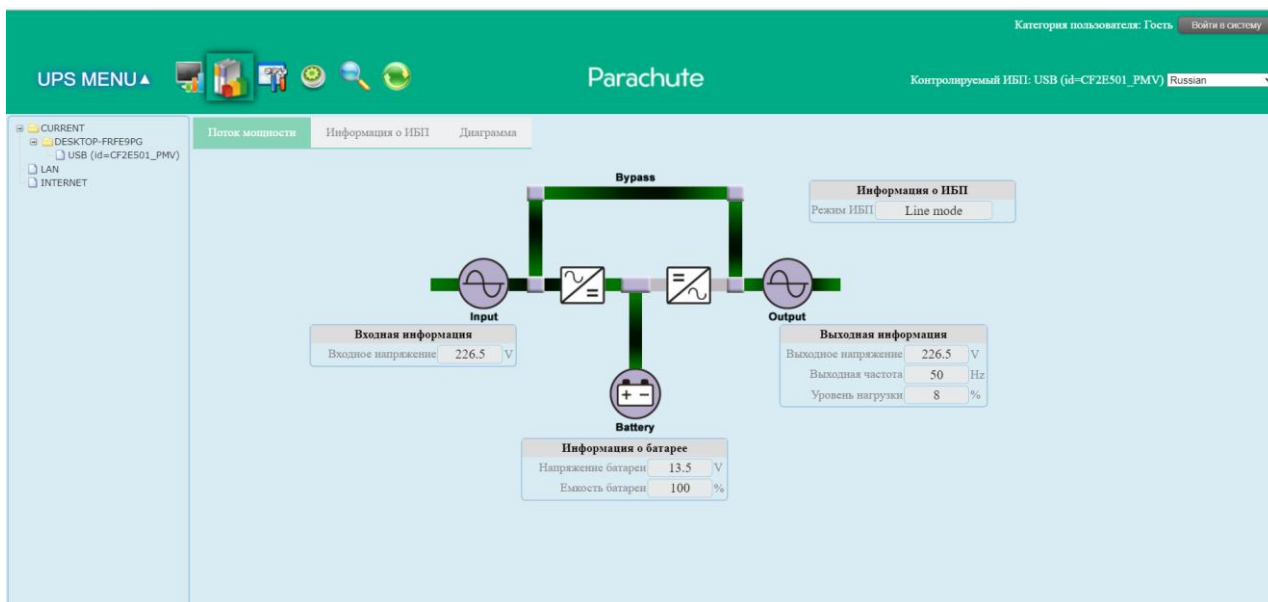 Категория пользователя: Гость Войти в систему
UPS MENU▲
Parachute
Контролируемый ИБП: USB (id=CF2E501_PMV) Russian
CURRENT
DESKTOP-FRFE9PG
USB (id=CF2E501_PMV)
LAN
INTERNET
Поток мощности Информация о ИБП Диаграмма
Bypass
Информация о ИБП
Режим ИБП Line mode
Input
Output
Входная информация
Входное напряжение 226.5 V
Выходная информация
Выходное напряжение 226.5 V
Выходная частота 50 Hz
Уровень нагрузки 8 %
Battery
Информация о батарее
Напряжение батареи 13.5 V
Емкость батареи 100 %